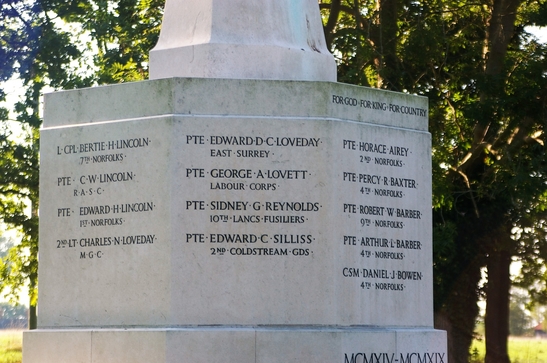 L·CPL·BERTIE·H·LINCOLN·
7TH·NORFOLKS·
PTE·C·W·LINCOLN·
R·A·S·C·
PTE·EDWARD·H·LINCOLN·
1ST·NORFOLKS·
2ND·LT·CHARLES·N·LOVEDAY·
M·G·C·
PTE·EDWARD·D·C·LOVEDAY·
EAST·SURREY·
PTE·GEORGE·A·LOVETT·
LABOUR·CORPS·
PTE·SIDNEY·G·REYNOLDS·
10TH·LANCS·FUSILIERS·
PTE·EDWARD·C·SILLISS·
2ND·COLDSTREAM·GDS·
FOR·GOD·FOR·KING·FOR·COUNTRY
PTE·HORACE·AIREY·
2ND·NORFOLKS·
PTE·PERCY·R·BAXTER·
4TH·NORFOLKS·
PTE·ROBERT·W·BARBER·
9TH·NORFOLKS·
PTE·ARTHUR·L·BARBER·
4TH·NORFOLKS·
CSM·DANIEL·J·BOWEN·
4TH·NORFOLKS·
MCMXIV–MCMXIX